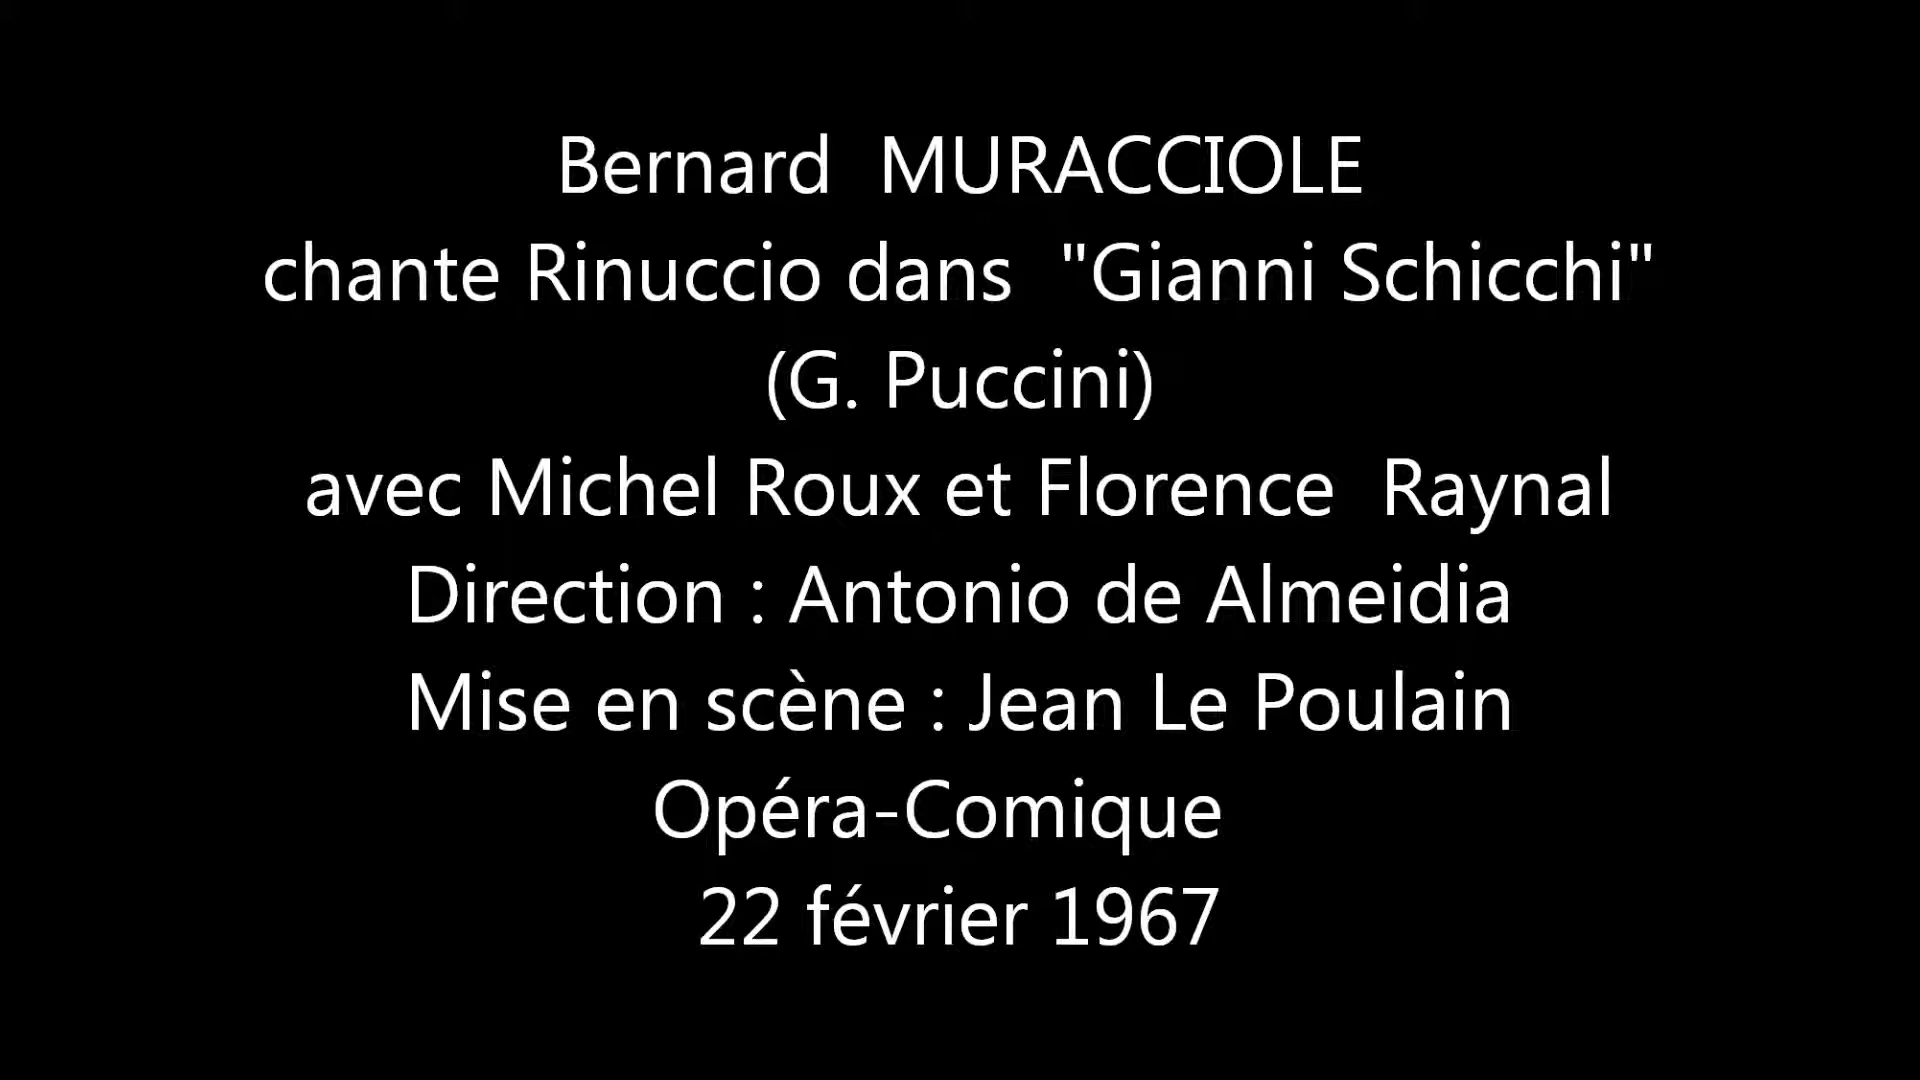 Bernard MURACCIOLE
chante Rinuccio dans "Gianni Schicchi"
(G. Puccini)
avec Michel Roux et Florence Raynal
Direction : Antonio de Almeidia
Mise en scène : Jean Le Poulain
Opéra-Comique
22 février 1967